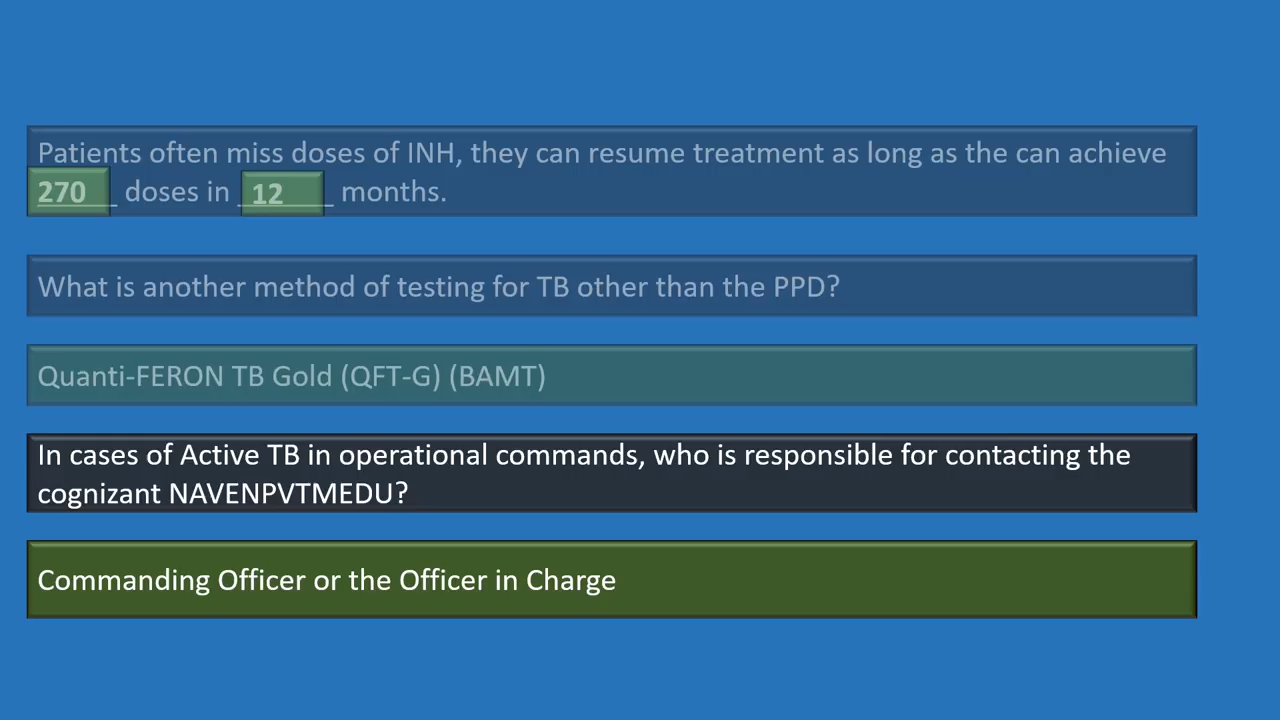 Patients often miss doses of INH, they can resume treatment as long as the can achieve
270 doses in 12 months.
What is another method of testing for TB other than the PPD?
Quanti-FERON TB Gold (QFT-G) (BAMT)
In cases of Active TB in operational commands, who is responsible for contacting the
cognizant NAVENPVTMEDU?
Commanding Officer or the Officer in Charge